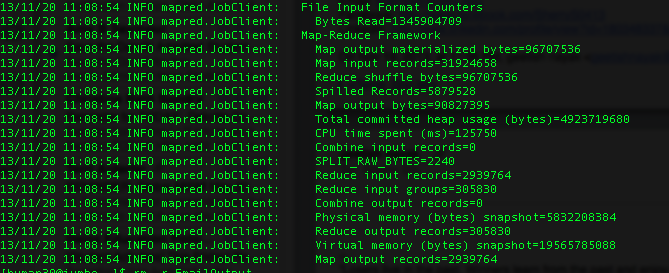 13/11/20 11:08:54 INFO mapred.JobClient:   File Input Format Counters
13/11/20 11:08:54 INFO mapred.JobClient:     Bytes Read=1345904709
13/11/20 11:08:54 INFO mapred.JobClient:   Map-Reduce Framework
13/11/20 11:08:54 INFO mapred.JobClient:     Map output materialized bytes=96707536
13/11/20 11:08:54 INFO mapred.JobClient:     Map input records=31924658
13/11/20 11:08:54 INFO mapred.JobClient:     Reduce shuffle bytes=96707536
13/11/20 11:08:54 INFO mapred.JobClient:     Spilled Records=5879528
13/11/20 11:08:54 INFO mapred.JobClient:     Map output bytes=90827395
13/11/20 11:08:54 INFO mapred.JobClient:     Total committed heap usage (bytes)=4923719680
13/11/20 11:08:54 INFO mapred.JobClient:     CPU time spent (ms)=125750
13/11/20 11:08:54 INFO mapred.JobClient:     Combine input records=0
13/11/20 11:08:54 INFO mapred.JobClient:     SPLIT_RAW_BYTES=2240
13/11/20 11:08:54 INFO mapred.JobClient:     Reduce input records=2939764
13/11/20 11:08:54 INFO mapred.JobClient:     Reduce input groups=305830
13/11/20 11:08:54 INFO mapred.JobClient:     Combine output records=0
13/11/20 11:08:54 INFO mapred.JobClient:     Physical memory (bytes) snapshot=5832208384
13/11/20 11:08:54 INFO mapred.JobClient:     Reduce output records=305830
13/11/20 11:08:54 INFO mapred.JobClient:     Virtual memory (bytes) snapshot=19565785088
13/11/20 11:08:54 INFO mapred.JobClient:     Map output records=2939764
rm -r EmailOutput